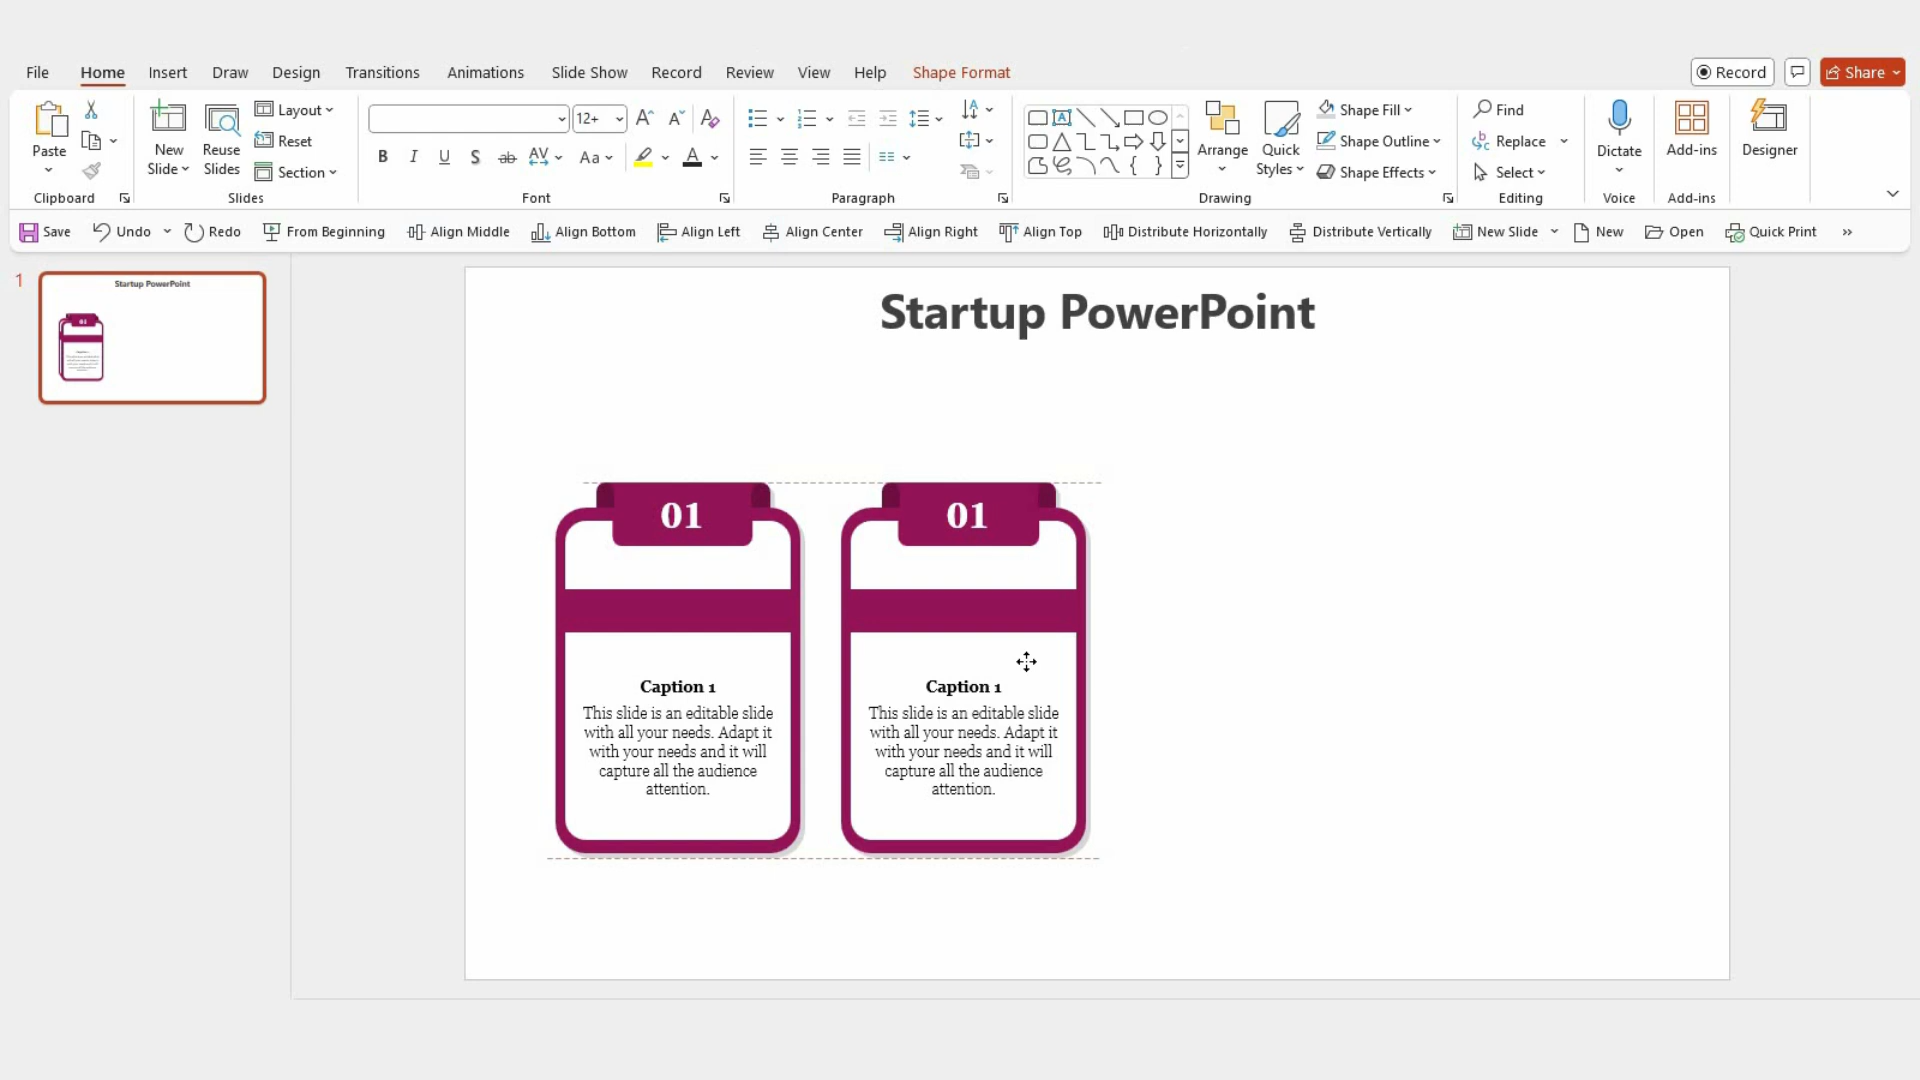 File Home Insert Draw Design Transitions Animations Slide Show Record Review View Help Shape Format Record Share
Paste
New
Slide
Reuse
Slides
Layout
Reset
Section
12+
B I U S ab AV Aa A
Arrange
Quick
Styles
Shape Fill
Shape Outline
Shape Effects
Find
Replace
Select
Dictate
Add-ins
Designer
Clipboard Slides Font Paragraph Drawing Editing Voice Add-ins
Save Undo Redo From Beginning Align Middle Align Bottom Align Left Align Center Align Right Align Top Distribute Horizontally Distribute Vertically New Slide New Open Quick Print »
1
Startup PowerPoint
01
Startup PowerPoint
01
Caption 1
This slide is an editable slide
with all your needs. Adapt it
with your needs and it will
capture all the audience
attention.
01
Caption 1
This slide is an editable slide
with all your needs. Adapt it
with your needs and it will
capture all the audience
attention.